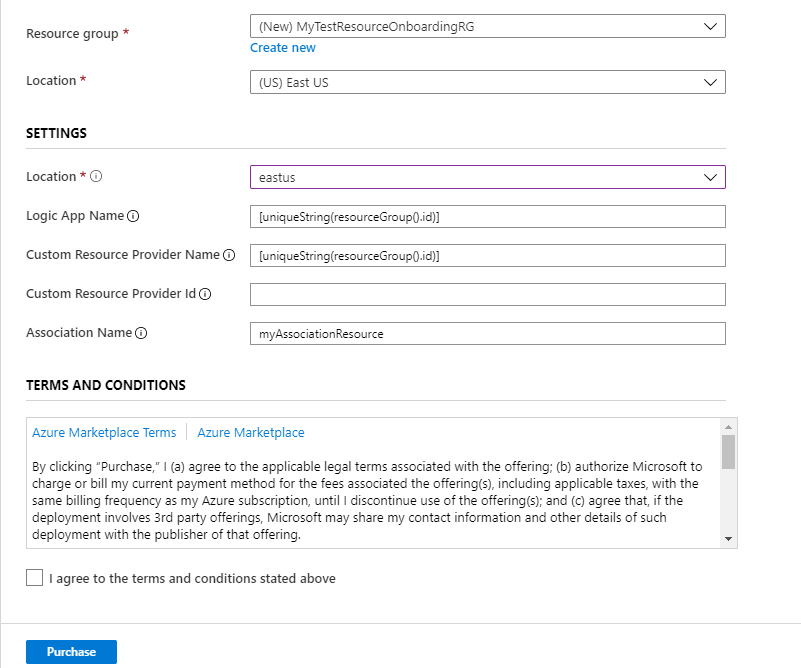 Resource group *
(New) MyTestResourceOnboardingRG
Create new
Location *
(US) East US
SETTINGS
Location *
eastus
Logic App Name
[uniqueString(resourceGroup().id)]
Custom Resource Provider Name
[uniqueString(resourceGroup().id)]
Custom Resource Provider Id
Association Name
myAssociationResource
TERMS AND CONDITIONS
Azure Marketplace Terms | Azure Marketplace
By clicking “Purchase,” I (a) agree to the applicable legal terms associated with the offering; (b) authorize Microsoft to
charge or bill my current payment method for the fees associated the offering(s), including applicable taxes, with the
same billing frequency as my Azure subscription, until I discontinue use of the offering(s); and (c) agree that, if the
deployment involves 3rd party offerings, Microsoft may share my contact information and other details of such
deployment with the publisher of that offering.
I agree to the terms and conditions stated above
Purchase